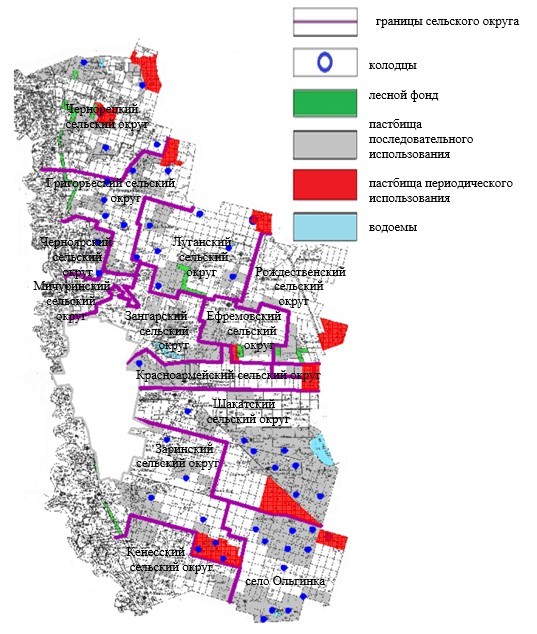 границы сельского округа
колодцы
лесной фонд
пастбища
последовательного
использования
пастбища периодического
использования
водоемы
Чернорецкий
сельский округ
Григорьевский сельский
округ
Черноярский
сельский
округ
Луганский
сельский
округ
Рождественский
сельский
округ
Мичуринский
сельский
округ
Зангарский
сельский
округ
Ефремовский
сельский
округ
Красноармейский сельский округ
Шакатский
сельский округ
Заринский
сельский округ
Кенесский
сельский округ
село Ольгинка